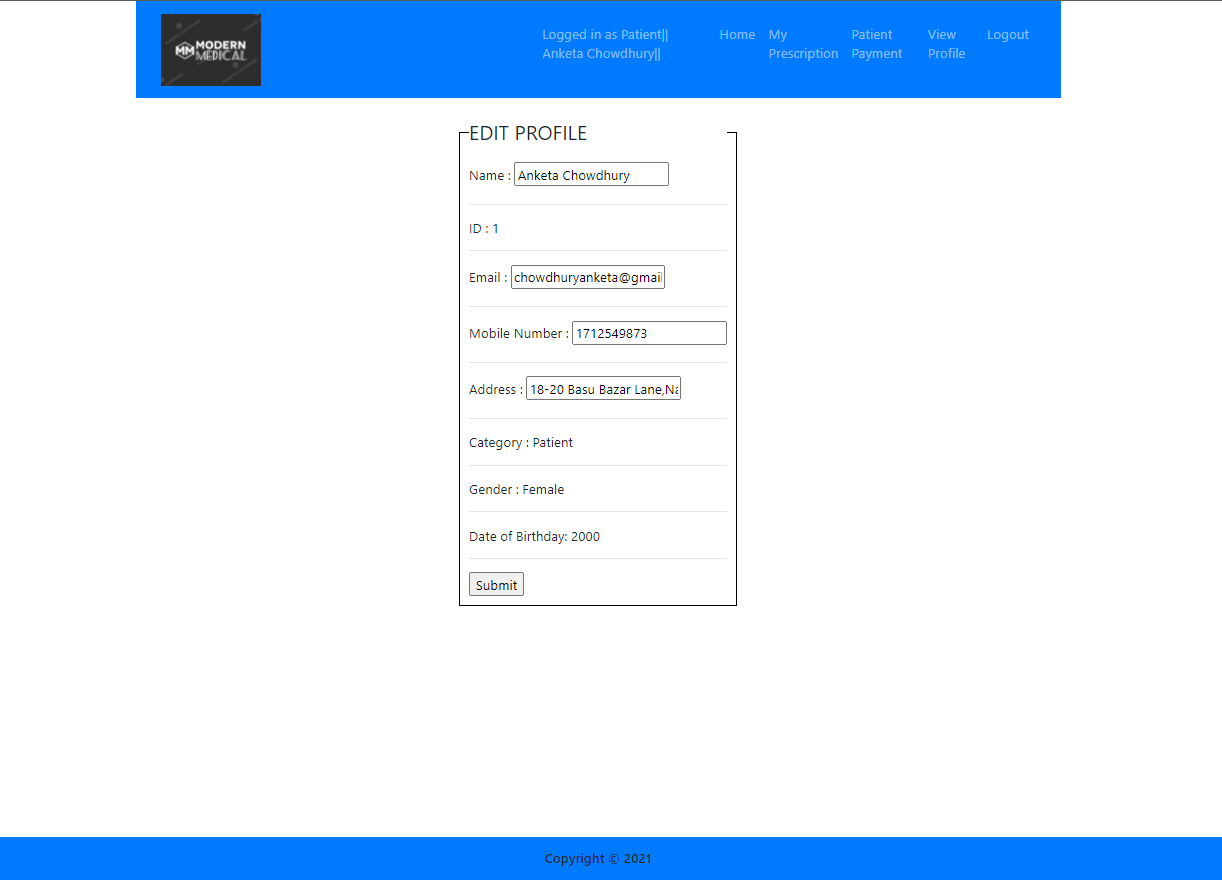 MM MODERN
MEDICAL
Logged in as Patient||
Anketa Chowdhury||
Home
My
Prescription
Patient
Payment
View
Profile
Logout
EDIT PROFILE
Name : Anketa Chowdhury
ID : 1
Email : chowdhuryanketa@gmail
Mobile Number : 1712549873
Address : 18-20 Basu Bazar Lane,Na
Category : Patient
Gender : Female
Date of Birthday: 2000
Submit
Copyright © 2021